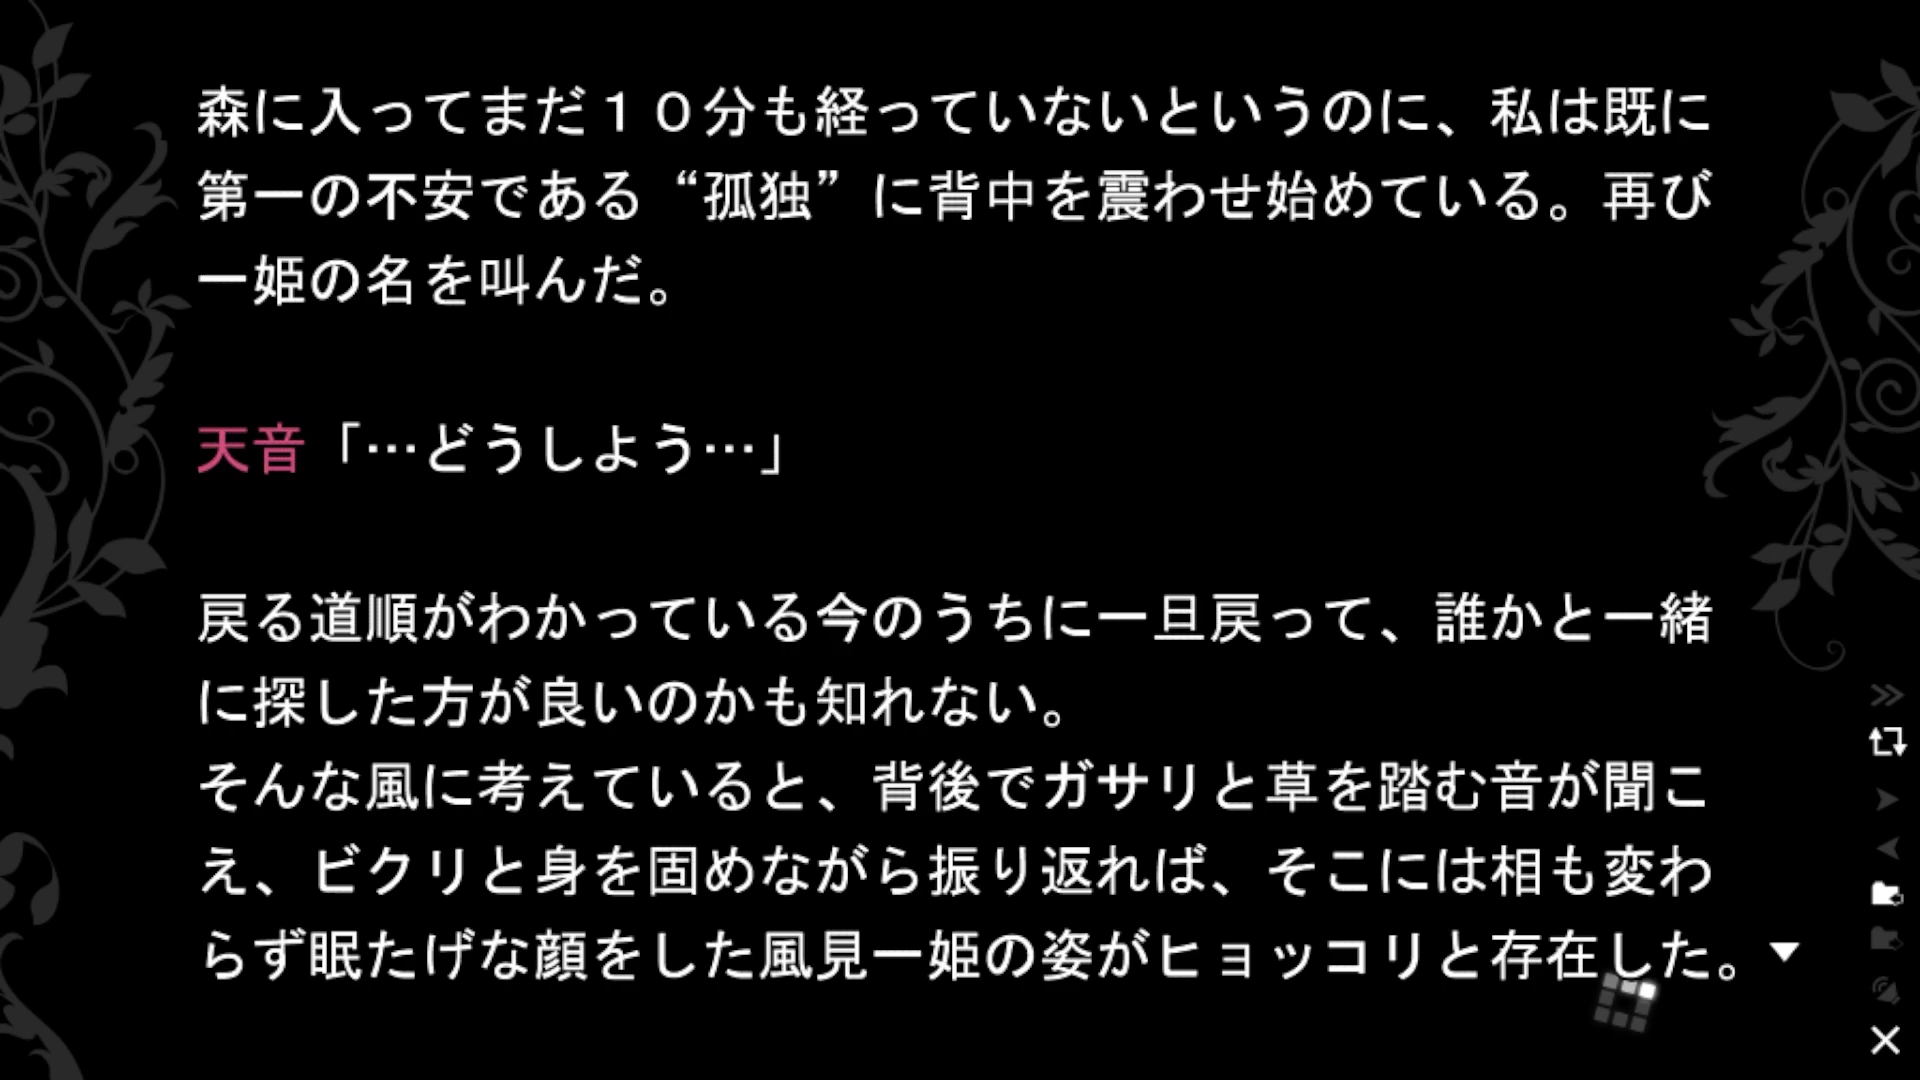 森に入ってまだ１０分も経っていないというのに、私は既に
第一の不安である“孤独”に背中を震わせ始めている。再び
一姫の名を叫んだ。
天音「…どうしよう…」
戻る道順がわかっている今のうちに一旦戻って、誰かと一緒
に探した方が良いのかも知れない。
そんな風に考えていると、背後でガサリと草を踏む音が聞こ
え、ビクリと身を固めながら振り返れば、そこには相も変わ
らず眠たげな顔をした風見一姫の姿がヒョッコリと存在した。